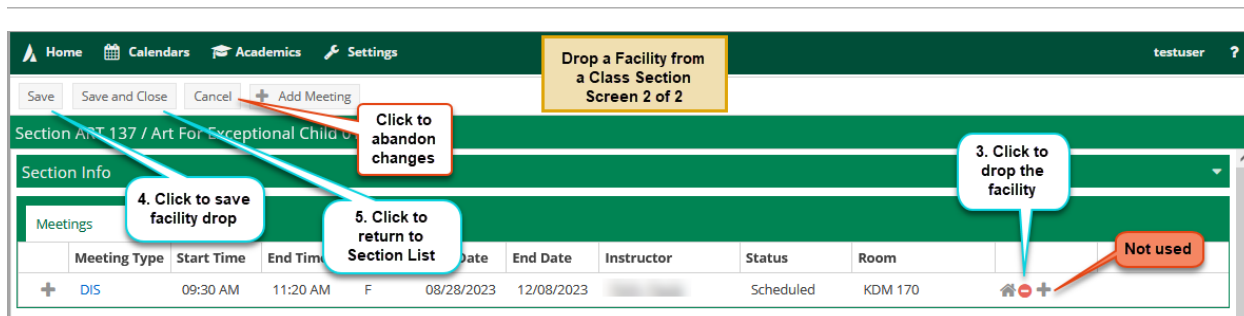 Home Calendars Academics Settings
Drop a Facility from
a Class Section
Screen 2 of 2
testuser ?
Save Save and Close Cancel Add Meeting
Click to
abandon
changes
Section ART 137 / Art For Exceptional Child
3. Click to
drop the
facility
Section Info
4. Click to save
facility drop
5. Click to
return to
Section List
Meetings
Not used
Meeting Type Start Time End Time Date End Date Instructor Status Room
DIS 09:30 AM 11:20 AM F 08/28/2023 12/08/2023 Scheduled KDM 170